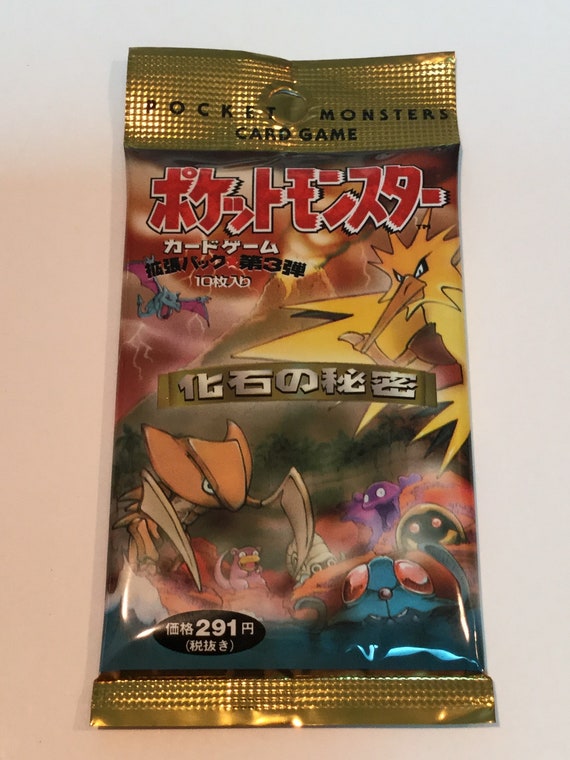 POCKET MONSTERS
CARD GAME
ポケットモンスター™
カードゲーム
拡張パック★第3弾
10枚入り
化石の秘密
価格291円
(税抜き)